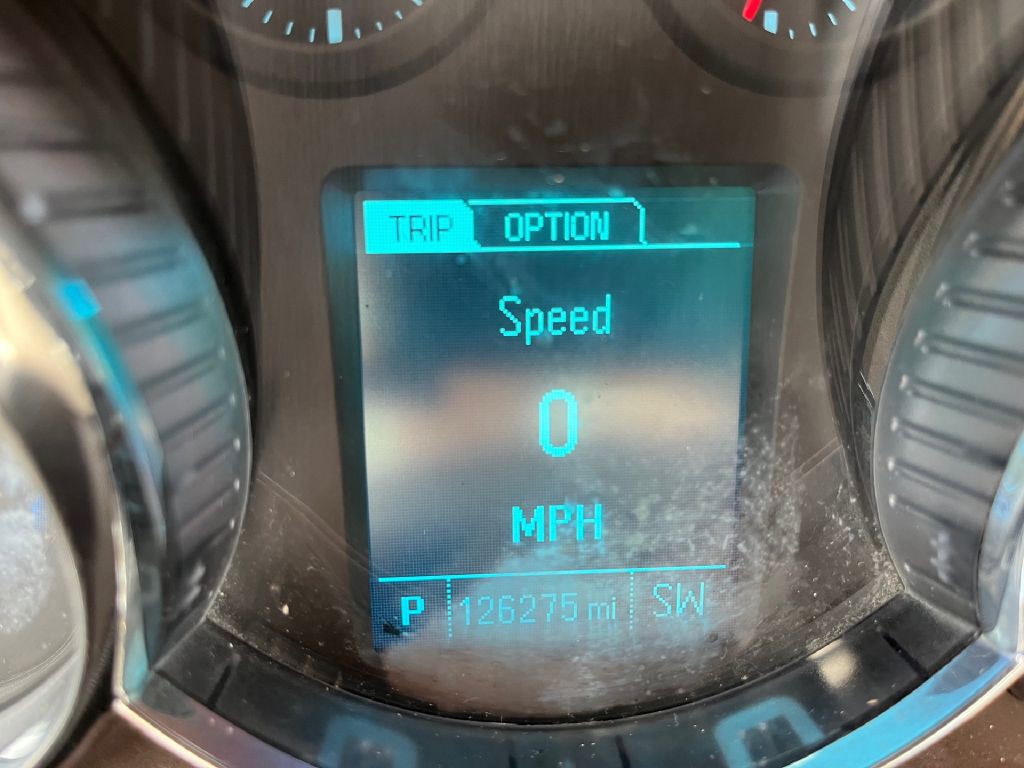 TRIP OPTION
Speed
0
MPH
P 126275 mi SW